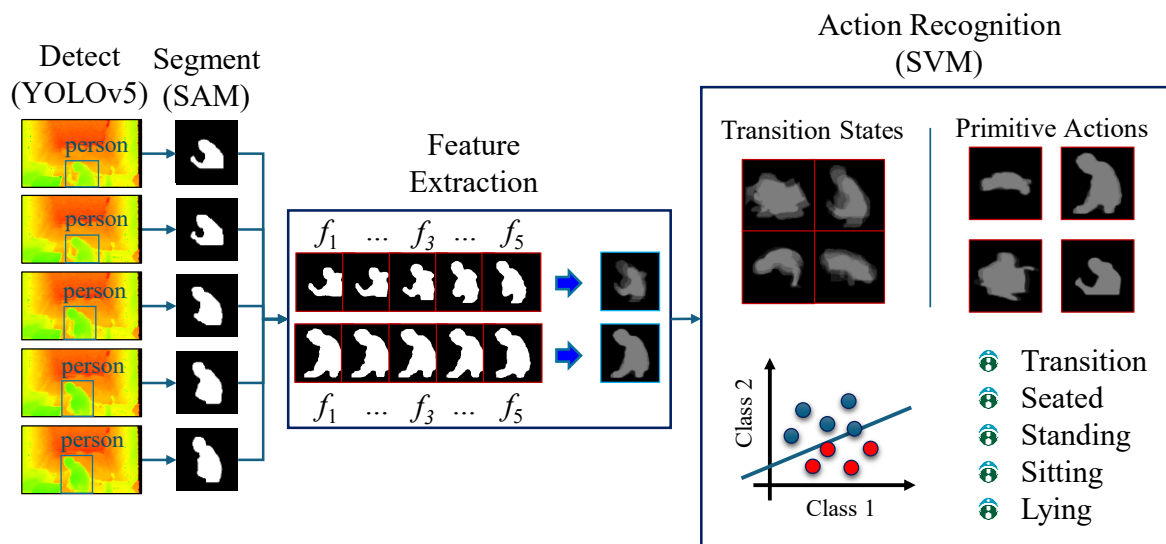 Detect
(YOLOv5)
Segment
(SAM)
person
person
person
person
person
Feature
Extraction
f1 ... f3 ... f5
f1 ... f3 ... f5
Action Recognition
(SVM)
Transition States
Primitive Actions
Class 2
Class 1
Transition
Seated
Standing
Sitting
Lying